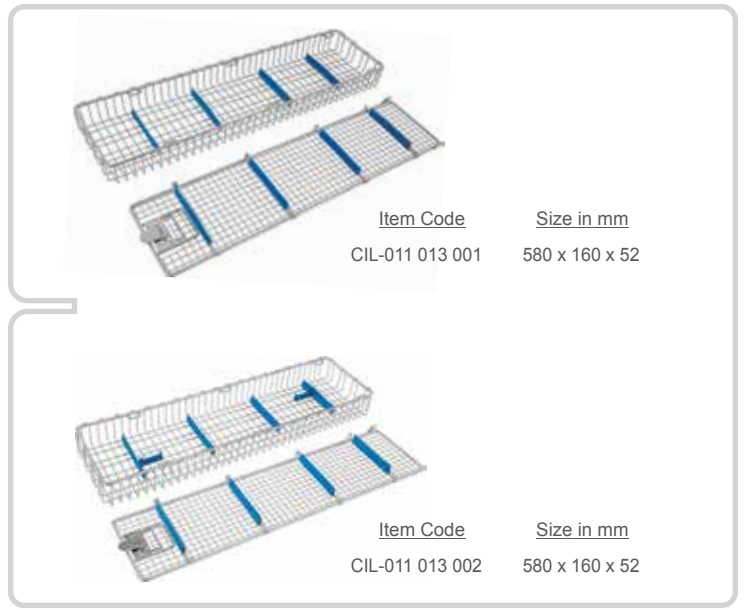 Item Code Size in mm
CIL-011 013 001 580 x 160 x 52
Item Code Size in mm
CIL-011 013 002 580 x 160 x 52